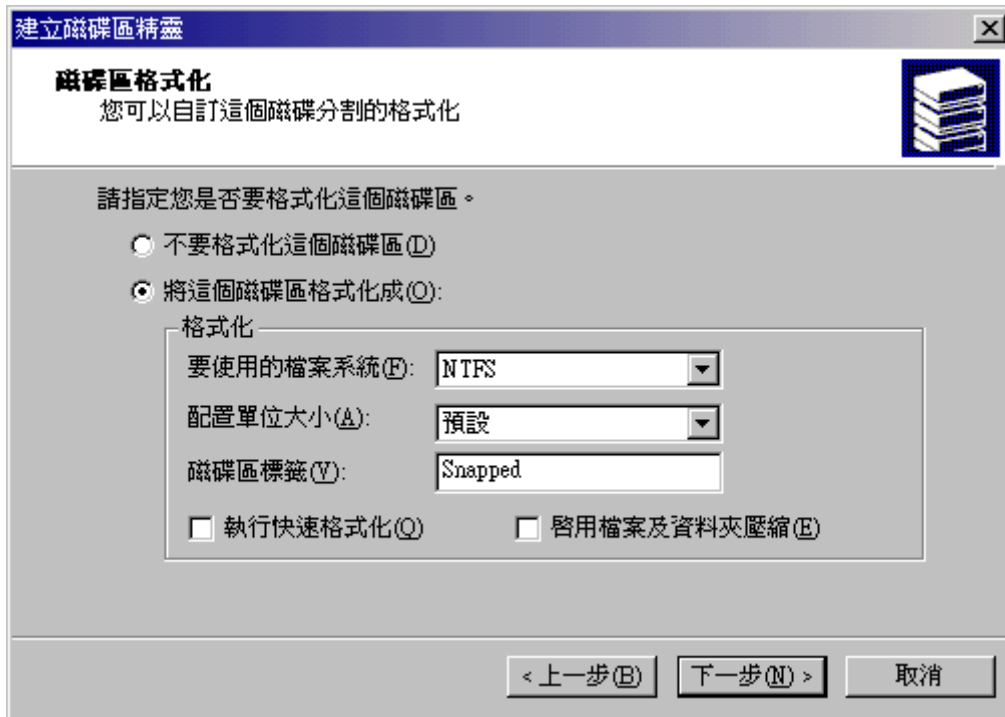 建立磁碟區精靈
磁碟區格式化
您可以自訂這個磁碟分割的格式化
請指定您是否要格式化這個磁碟區。
不要格式化這個磁碟區(D)
將這個磁碟區格式化成(O):
格式化
要使用的檔案系統(F): NTFS
配置單位大小(A): 預設
磁碟區標籤(V): Snapped
執行快速格式化(Q) 啓用檔案及資料夾壓縮(E)
<上一步(B) 下一步(N)> 取消